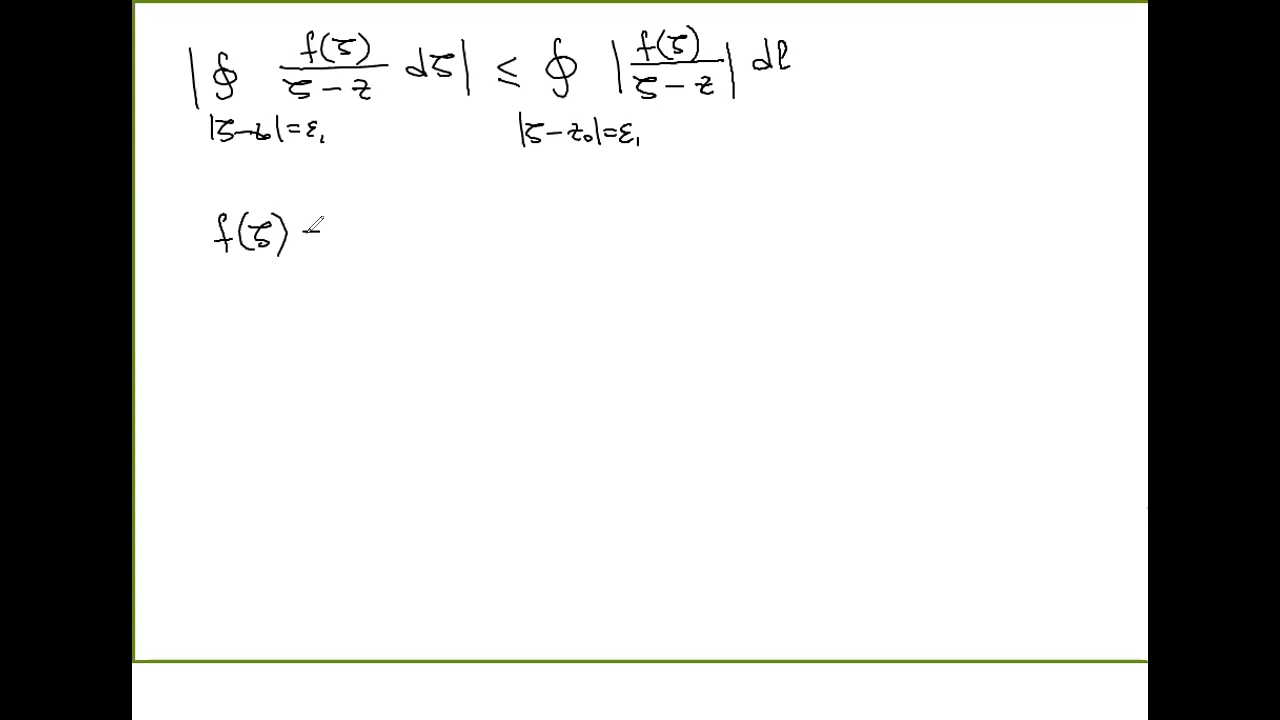 |∮ f(ζ)/(ζ − z) dζ| ≤ ∮ |f(ζ)/(ζ − z)| dl
|ζ−z₀|=ε₁ |ζ−z₀|=ε₁
f(ζ) −